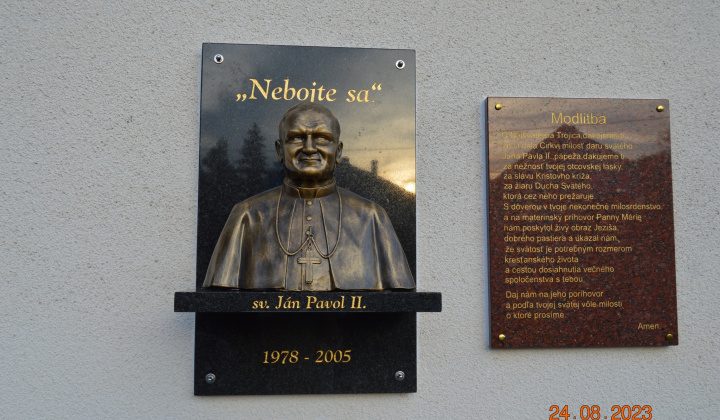 „Nebojte sa“
sv. Ján Pavol II.
1978 - 2005
Modlitba
Trojica,
Cirkvi milosť daru svätého
Jána Pavla II., pápeža,ďakujeme ti
za nežnosť tvojej otcovskej lásky,
za slávu Kristovho kríža,
za žiaru Ducha Svätého,
ktorá cez neho prežaruje.
S dôverou v tvoje nekonečné milosrdenstvo
a na materinský príhovor Panny Márie
nám poskytol živý obraz Ježiša,
dobrého pastiera a ukázal nám,
že svätosť je potrebným rozmerom
kresťanského života
a cestou dosiahnutia večného
spoločenstva s tebou.
Daj nám na jeho príhovor
a podľa tvojej svätej vôle milosti
o ktoré prosíme.
Amen.
24.08.2023